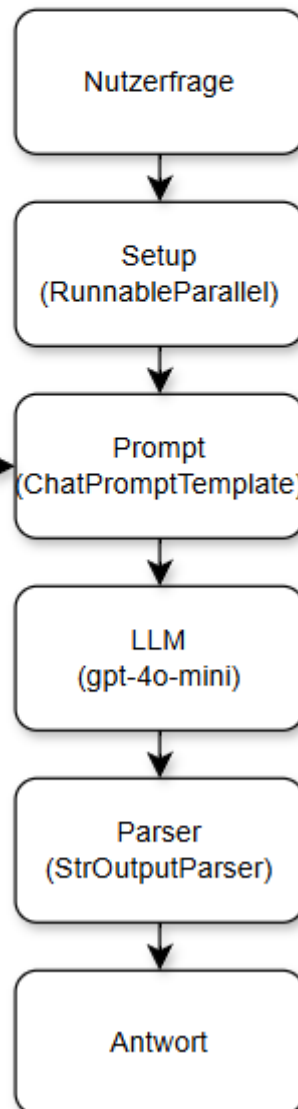 Nutzerfrage
Setup
(RunnableParallel)
Prompt
(ChatPromptTemplate)
LLM
(gpt-4o-mini)
Parser
(StrOutputParser)
Antwort